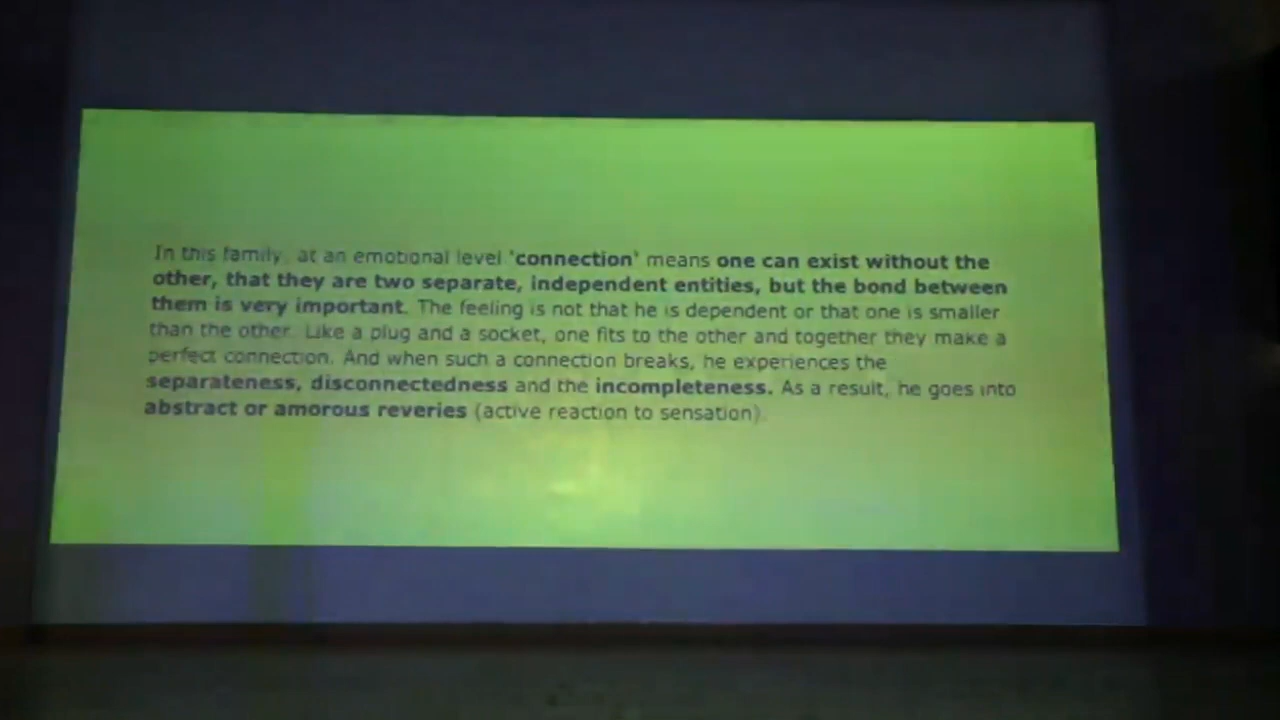 In this family, at an emotional level 'connection' means one can exist without the
other, that they are two separate, independent entities, but the bond between
them is very important. The feeling is not that he is dependent or that one is smaller
than the other. Like a plug and a socket, one fits to the other and together they make a
perfect connection. And when such a connection breaks, he experiences the
separateness, disconnectedness and the incompleteness. As a result, he goes into
abstract or amorous reveries (active reaction to sensation).